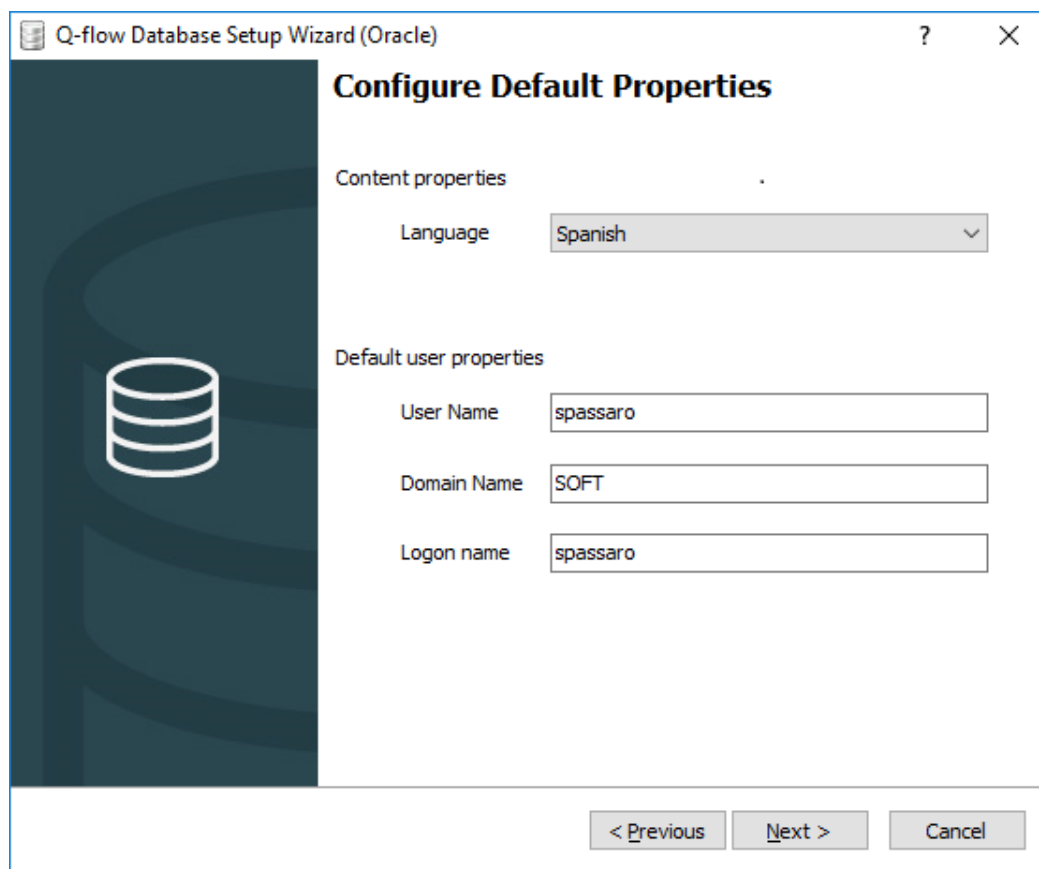 Q-flow Database Setup Wizard (Oracle) ?
Configure Default Properties
Content properties .
Language Spanish
Default user properties
User Name spassaro
Domain Name SOFT
Logon name spassaro
< Previous Next > Cancel